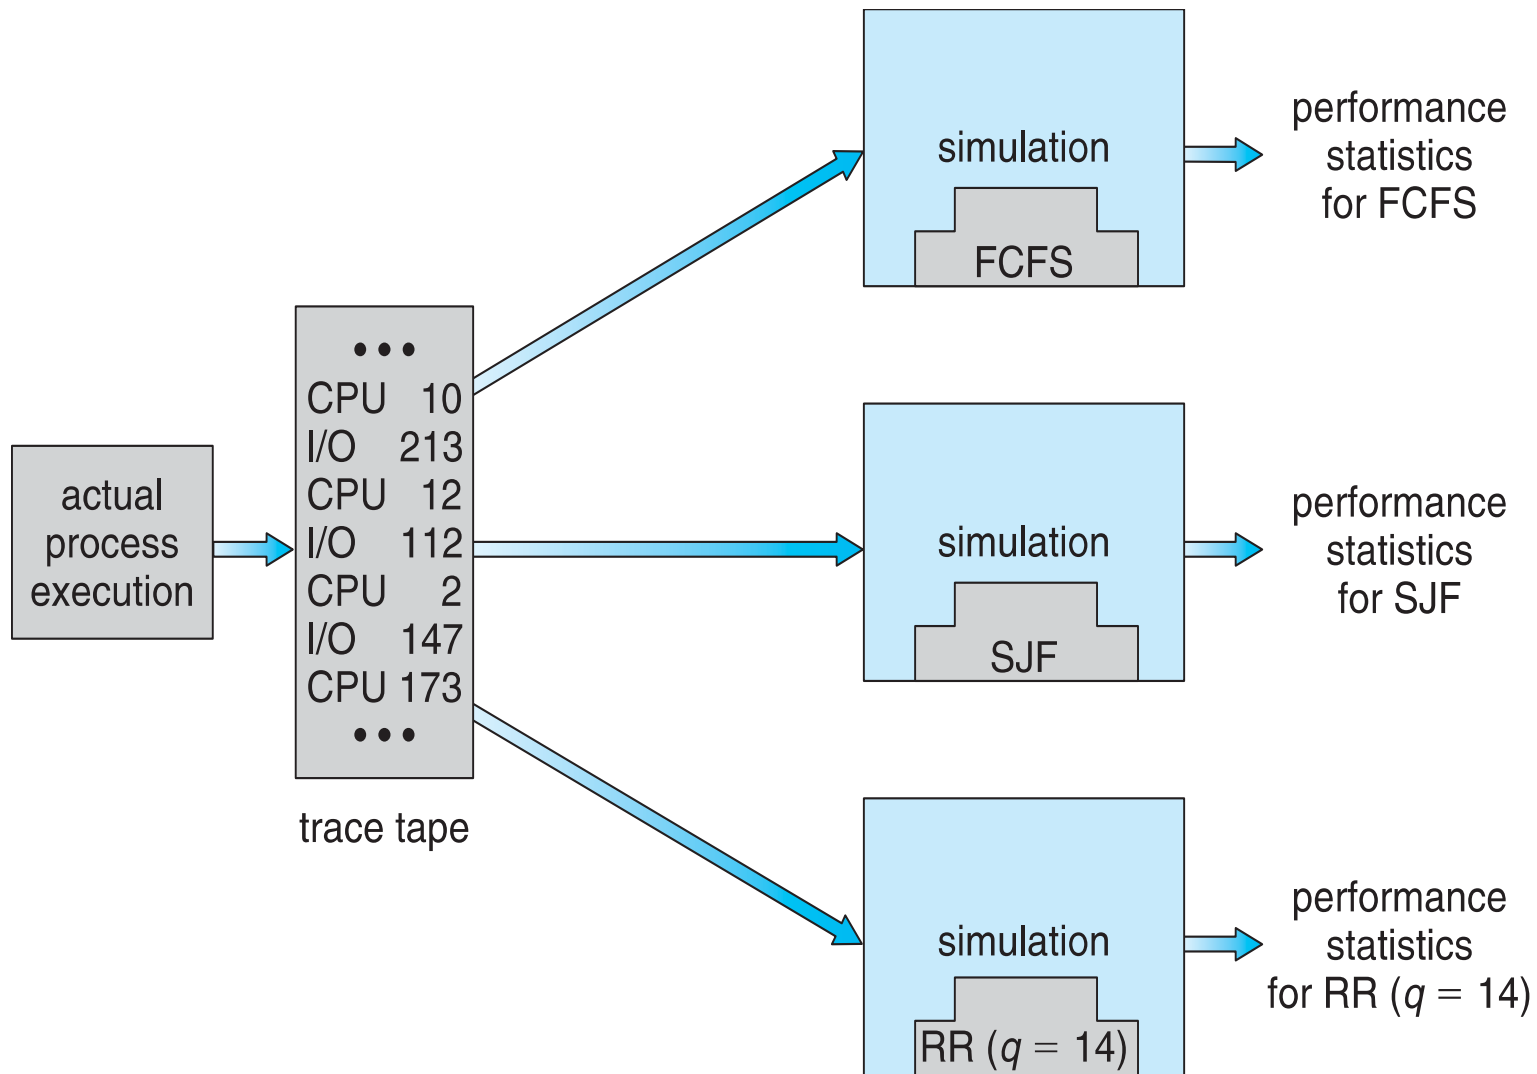 actual
process
execution
• • •
CPU 10
I/O 213
CPU 12
I/O 112
CPU 2
I/O 147
CPU 173
• • •
trace tape
simulation
FCFS
performance
statistics
for FCFS
simulation
SJF
performance
statistics
for SJF
simulation
RR (q = 14)
performance
statistics
for RR (q = 14)